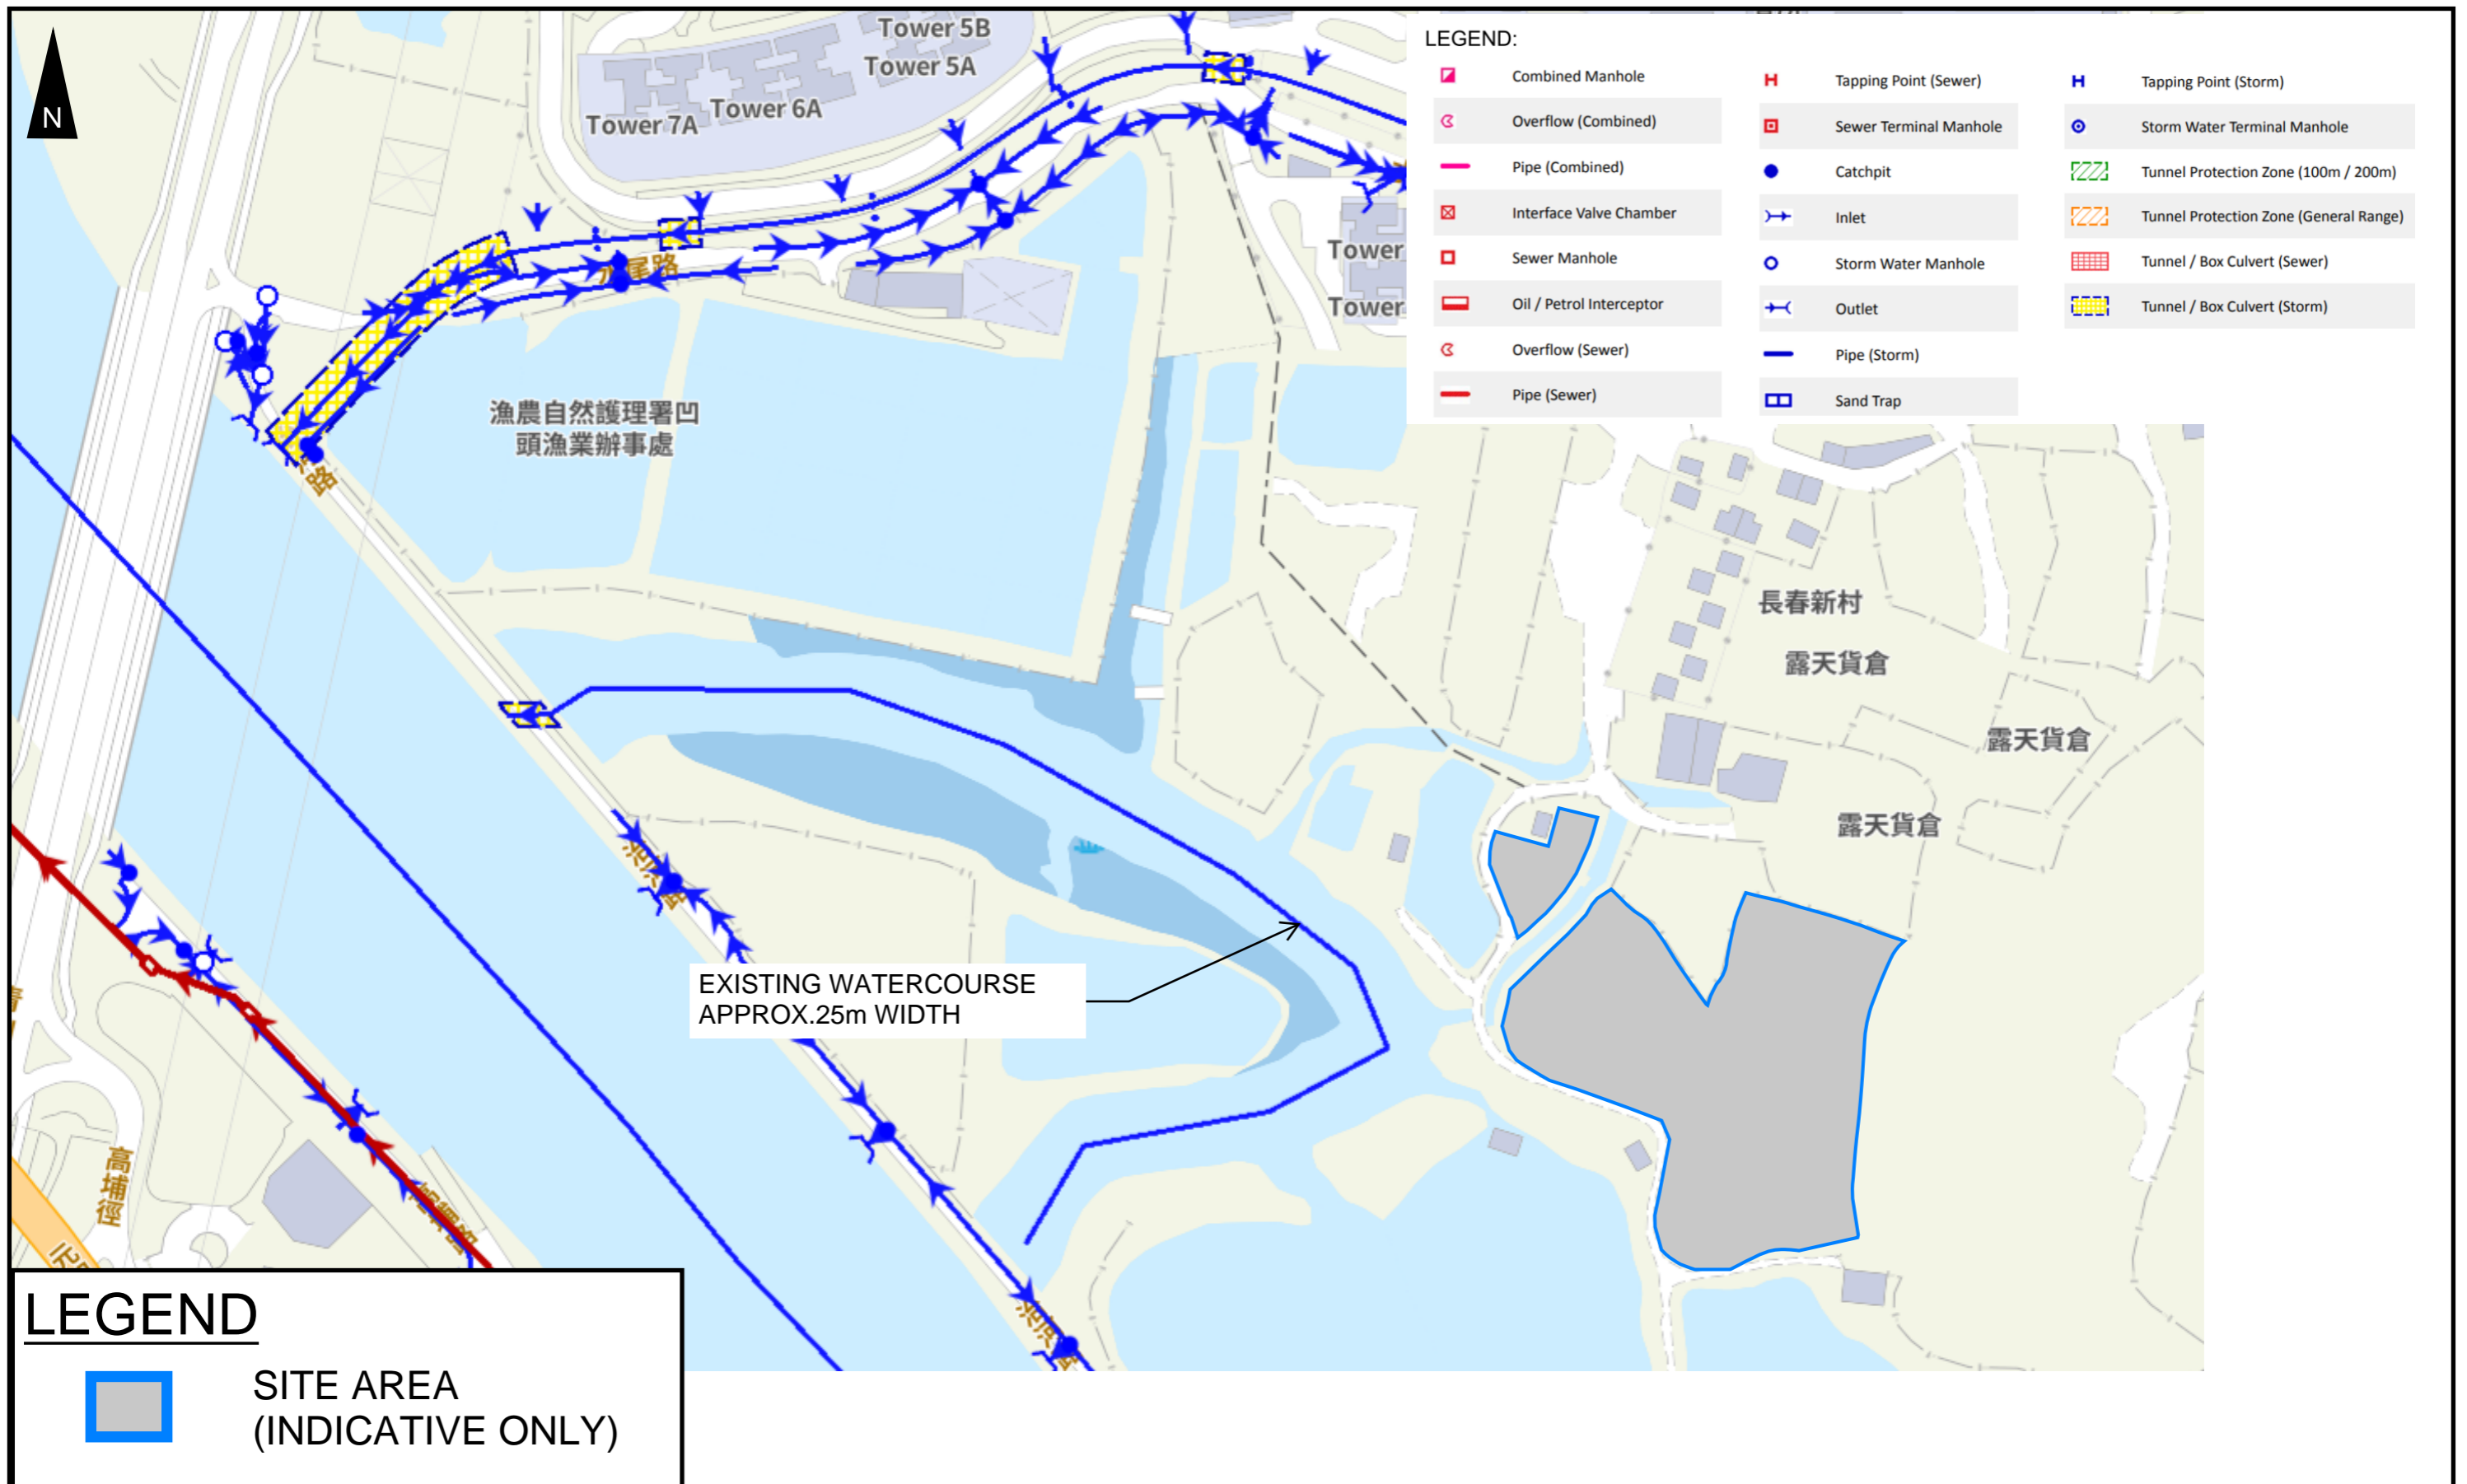 N
Tower 5B
Tower 5A
Tower 6A
Tower 7A
Tower
Tower
水尾路
路
漁農自然護理署凹
頭漁業辦事處
長春新村
露天貨倉
露天貨倉
露天貨倉
高埔徑
EXISTING WATERCOURSE
APPROX.25m WIDTH
LEGEND:
Combined Manhole
Overflow (Combined)
Pipe (Combined)
Interface Valve Chamber
Sewer Manhole
Oil / Petrol Interceptor
Overflow (Sewer)
Pipe (Sewer)
Tapping Point (Sewer)
Sewer Terminal Manhole
Catchpit
Inlet
Storm Water Manhole
Outlet
Pipe (Storm)
Sand Trap
Tapping Point (Storm)
Storm Water Terminal Manhole
Tunnel Protection Zone (100m / 200m)
Tunnel Protection Zone (General Range)
Tunnel / Box Culvert (Sewer)
Tunnel / Box Culvert (Storm)
LEGEND
SITE AREA
(INDICATIVE ONLY)